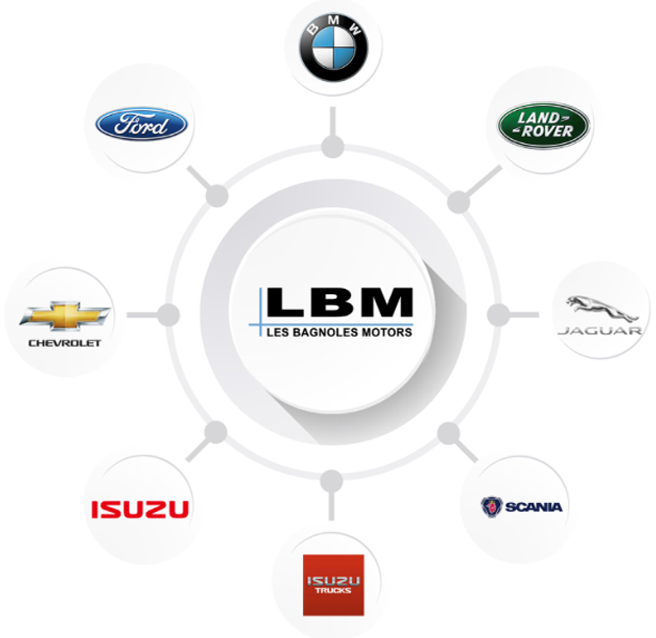 BMW
Ford
LAND
ROVER
CHEVROLET
LBM
LES BAGNOLES MOTORS
JAGUAR
ISUZU
SCANIA
ISUZU
TRUCKS